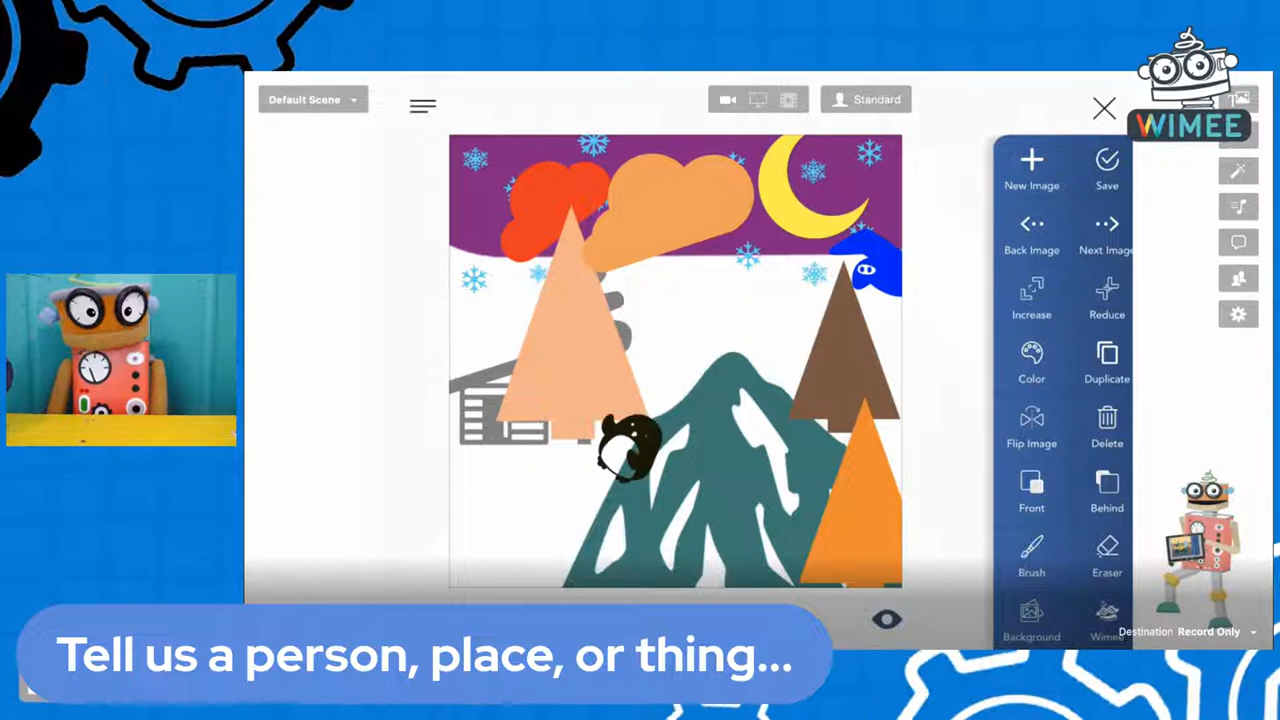 Default Scene
Standard
WIMEE
New Image
Save
Back Image
Next Image
Increase
Reduce
Color
Duplicate
Flip Image
Delete
Front
Behind
Brush
Eraser
Background
Wimee
Destination Record Only
Tell us a person, place, or thing...